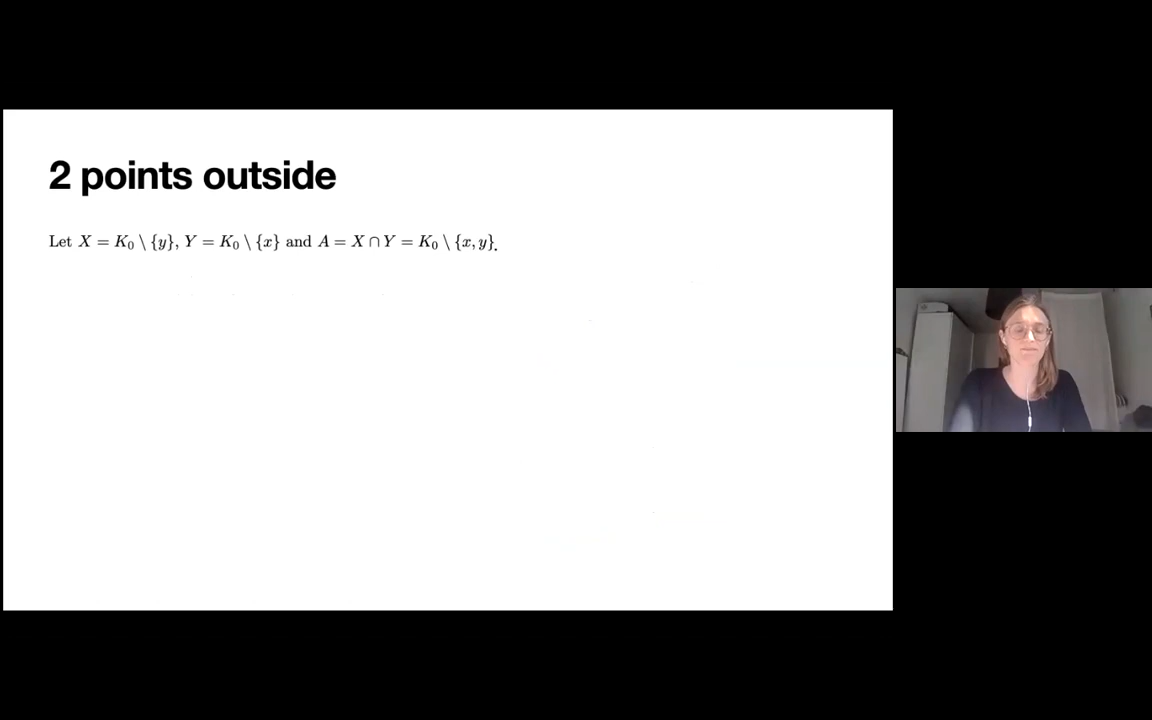 2 points outside
Let X = K₀ \ {y}, Y = K₀ \ {x} and A = X ∩ Y = K₀ \ {x, y}.